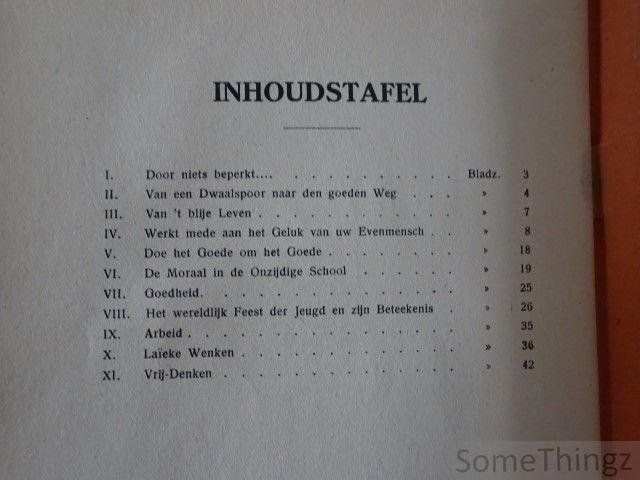 INHOUDSTAFEL
I. Door niets beperkt.... . . . . . . . . . Bladz. 3
II. Van een Dwaalspoor naar den goeden Weg . . . » 4
III. Van 't blije Leven . . . . . . . . . . . » 7
IV. Werkt mede aan het Geluk van uw Evenmensch . . » 8
V. Doe het Goede om het Goede . . . . . . . . » 18
VI. De Moraal in de Onzijdige School . . . . . . » 19
VII. Goedheid. . . . . . . . . . . . . . » 25
VIII. Het wereldlijk Feest der Jeugd en zijn Beteekenis . » 26
IX. Arbeid . . . . . . . . . . . . . . » 35
X. Laïeke Wenken . . . . . . . . . . . . » 36
XI. Vrij-Denken . . . . . . . . . . . . . » 42
SomeThingz